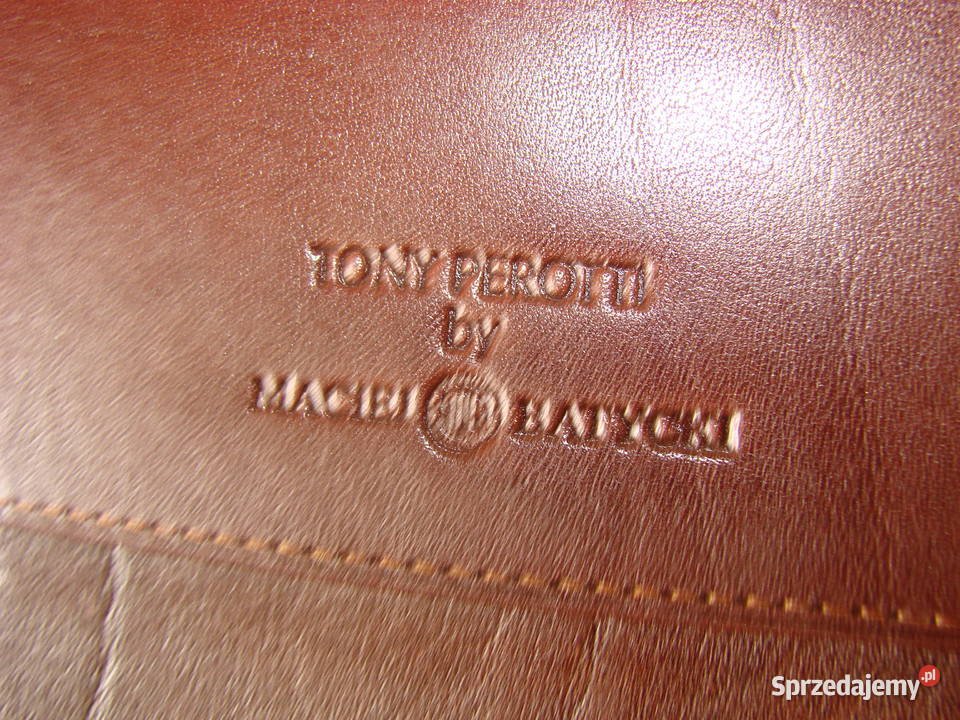 TONY PEROTTI
by
MACIEJ BATYCKI
Sprzedajemy.pl